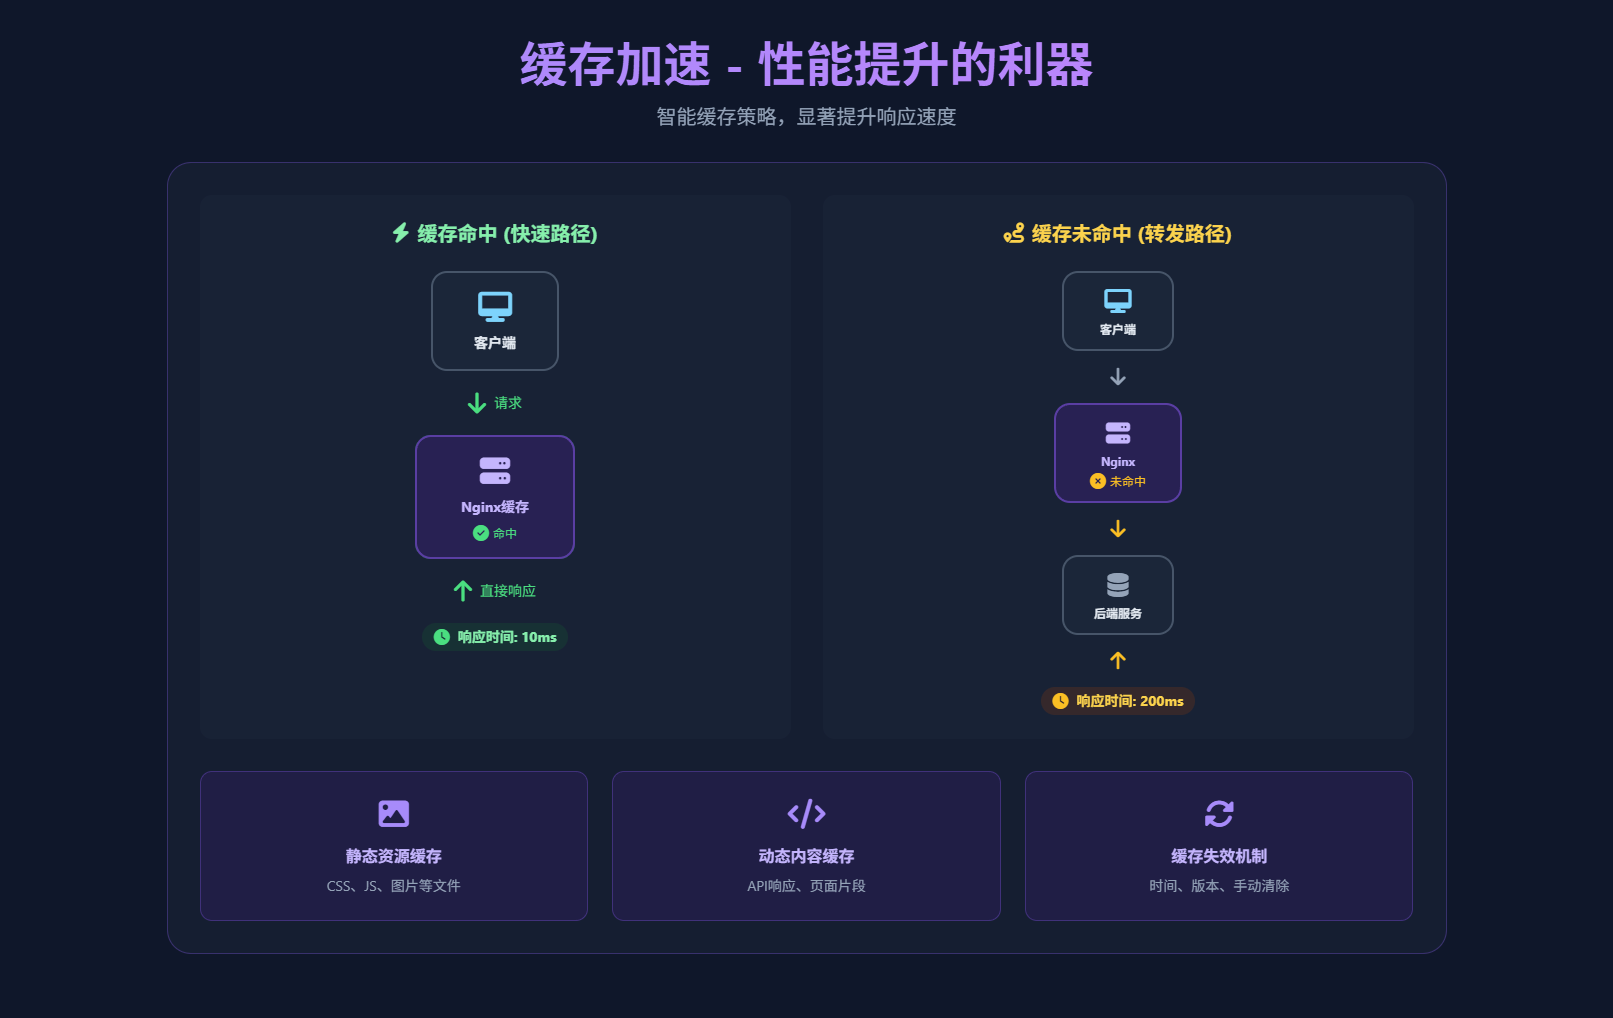 缓存加速 - 性能提升的利器
智能缓存策略，显著提升响应速度
缓存命中 (快速路径)
客户端
请求
Nginx缓存
命中
直接响应
响应时间: 10ms
缓存未命中 (转发路径)
客户端
Nginx
未命中
后端服务
响应时间: 200ms
静态资源缓存
CSS、JS、图片等文件
动态内容缓存
API响应、页面片段
缓存失效机制
时间、版本、手动清除